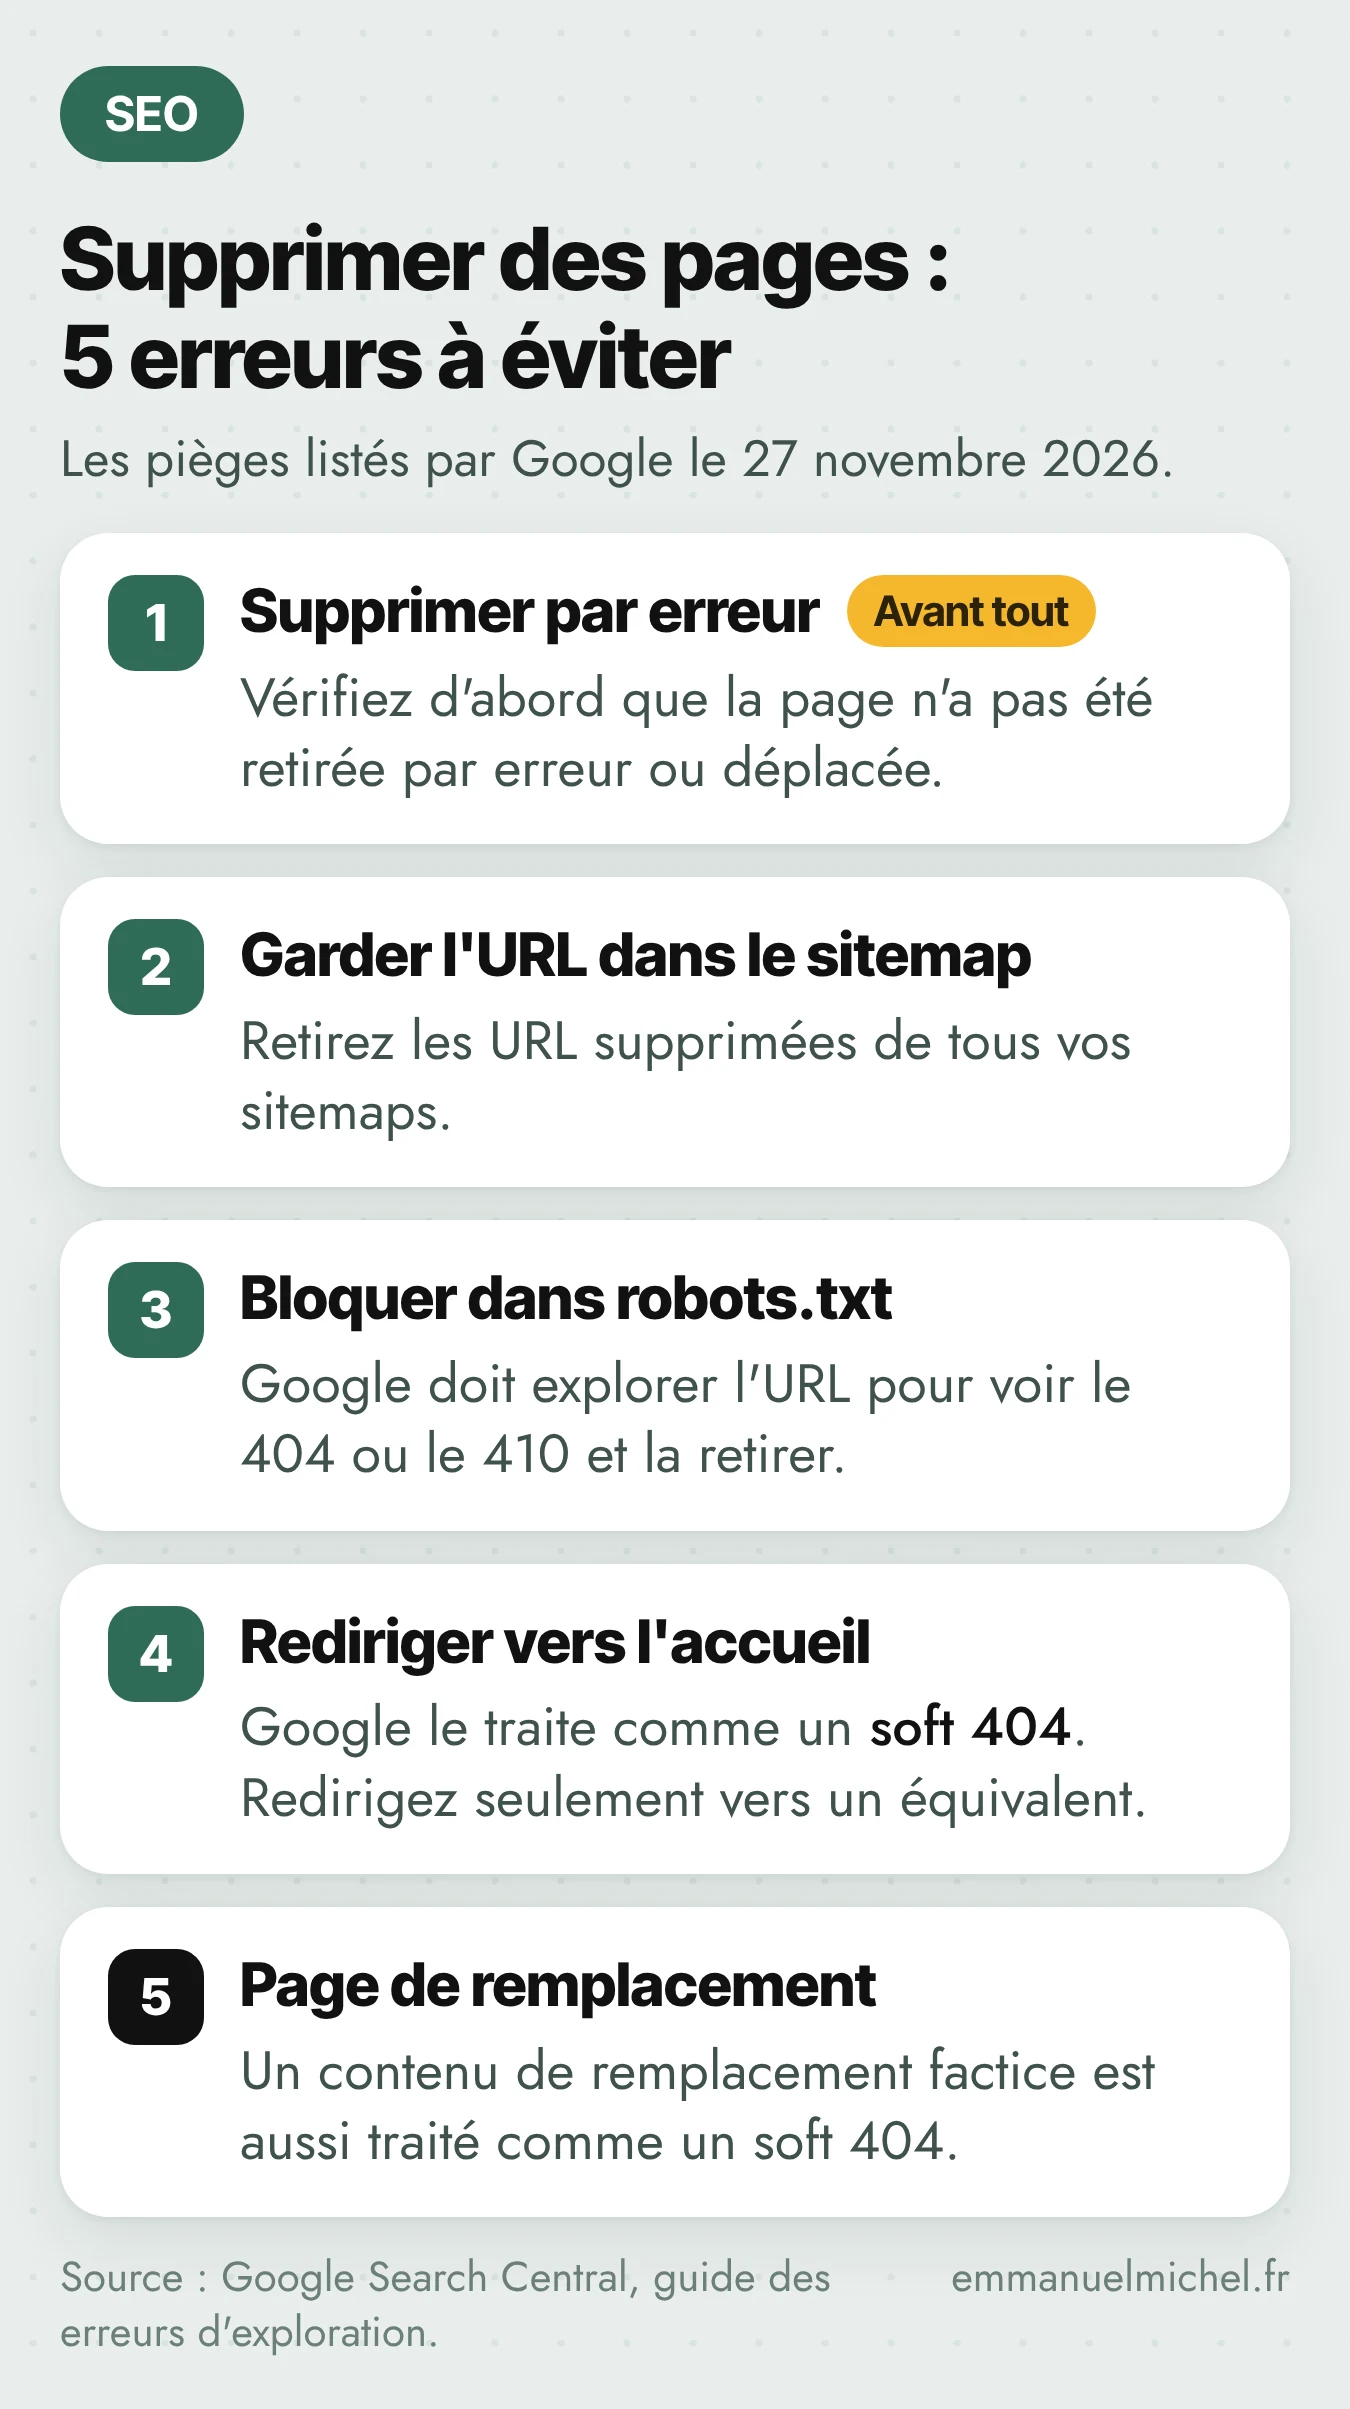 SEO
Supprimer des pages :
5 erreurs à éviter
Les pièges listés par Google le 27 novembre 2026.
1
Supprimer par erreur
Avant tout
Vérifiez d'abord que la page n'a pas été
retirée par erreur ou déplacée.
2
Garder l'URL dans le sitemap
Retirez les URL supprimées de tous vos
sitemaps.
3
Bloquer dans robots.txt
Google doit explorer l'URL pour voir le
404 ou le 410 et la retirer.
4
Rediriger vers l'accueil
Google le traite comme un soft 404.
Redirigez seulement vers un équivalent.
5
Page de remplacement
Un contenu de remplacement factice est
aussi traité comme un soft 404.
Source : Google Search Central, guide des
erreurs d'exploration.
emmanuelmichel.fr